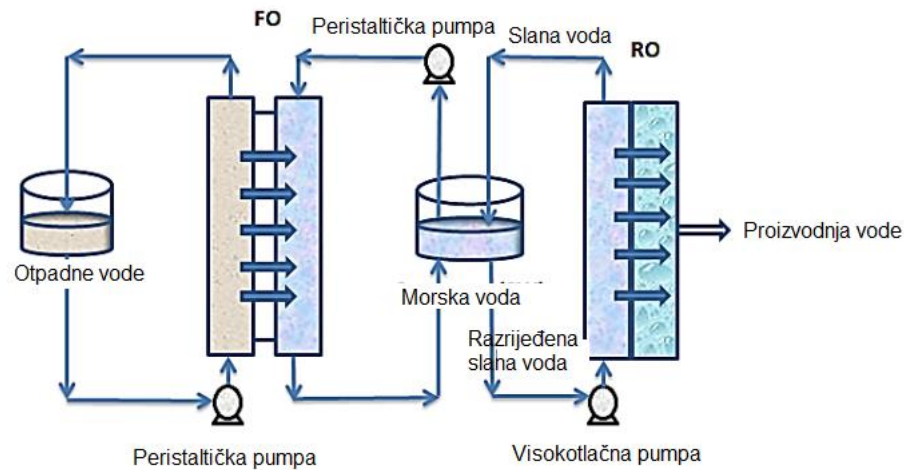 FO
Peristaltička pumpa
Slana voda
RO
Otpadne vode
Morska voda
Proizvodnja vode
Razrijeđena
slana voda
Peristaltička pumpa
Visokotlačna pumpa